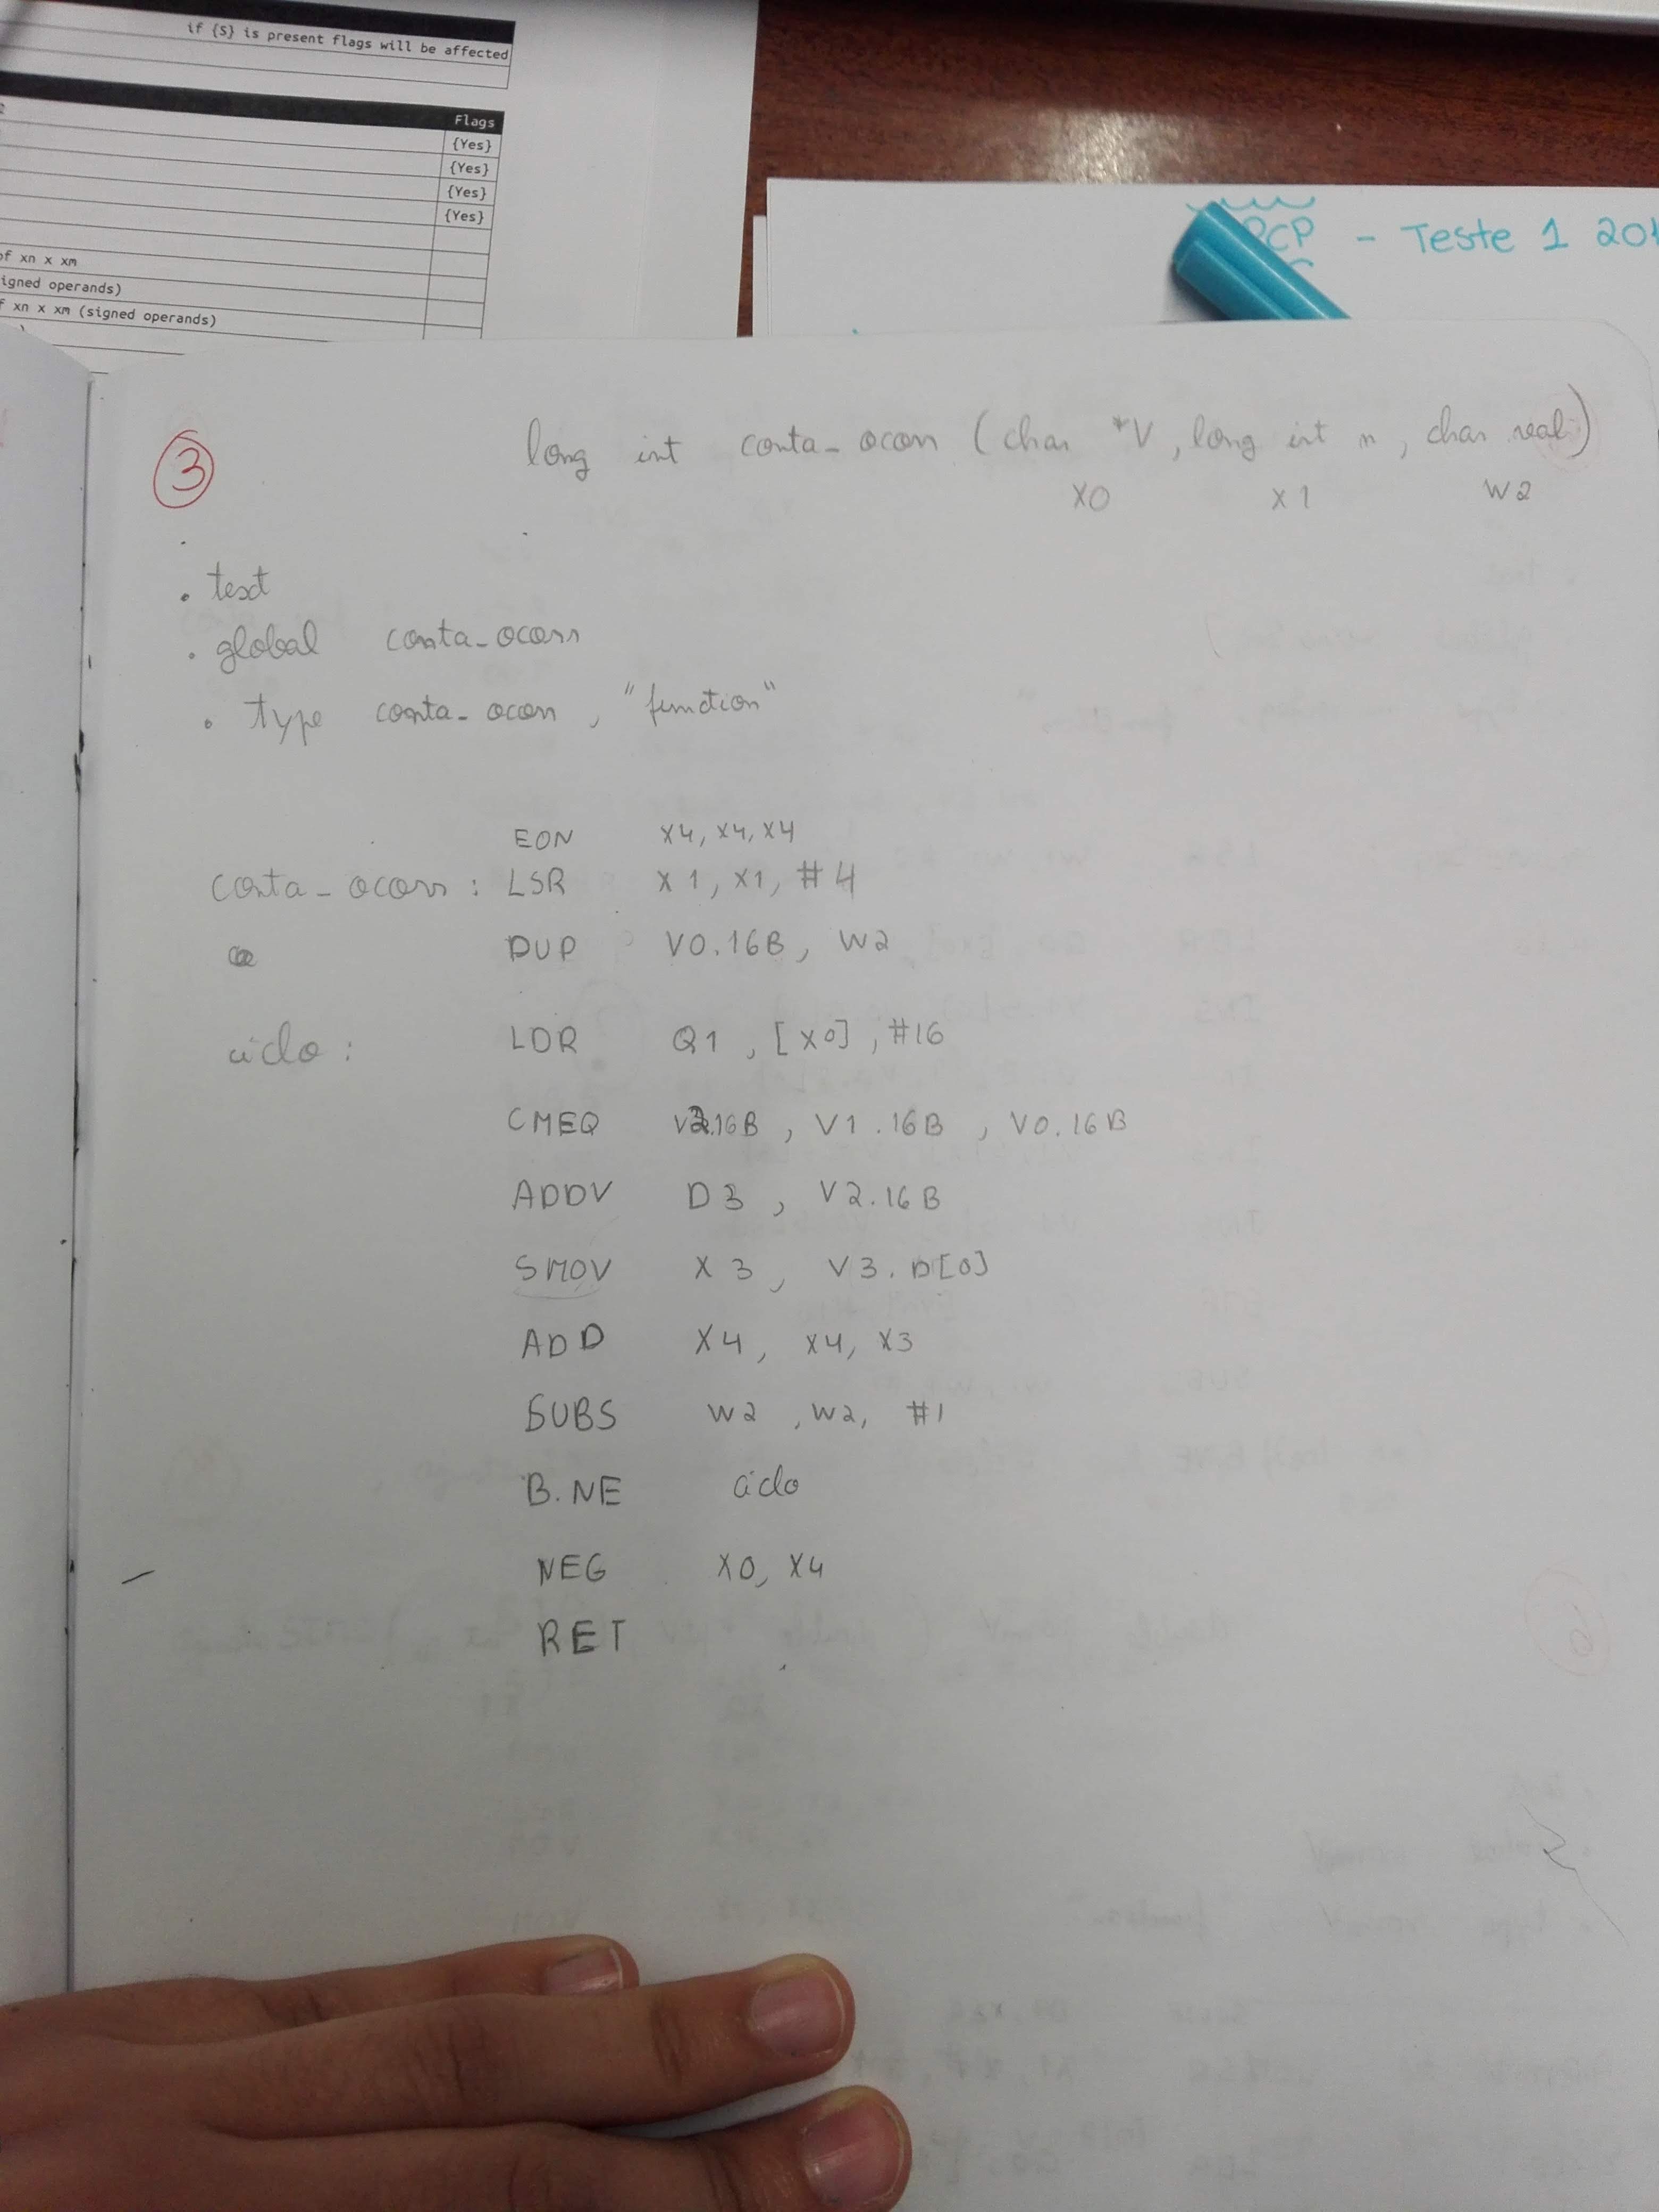 if {S} is present flags will be affected
Flags
{Yes}
{Yes}
{Yes}
{Yes}
of xn x xm
igned operands)
f xn x xm (signed operands)
PCP - Teste 1 201
3
long int conta_ocorr (char *V, long int n, char val)
X0 X1 W2
.text
.global conta_ocorr
.type conta_ocorr, "function"
EON X4, X4, X4
conta_ocorr: LSR X1, X1, #4
DUP V0.16B, W2
ciclo: LDR Q1, [X0], #16
CMEQ V2.16B, V1.16B, V0.16B
ADDV D3, V2.16B
SMOV X3, V3.D[0]
ADD X4, X4, X3
SUBS W2, W2, #1
B.NE ciclo
NEG X0, X4
RET